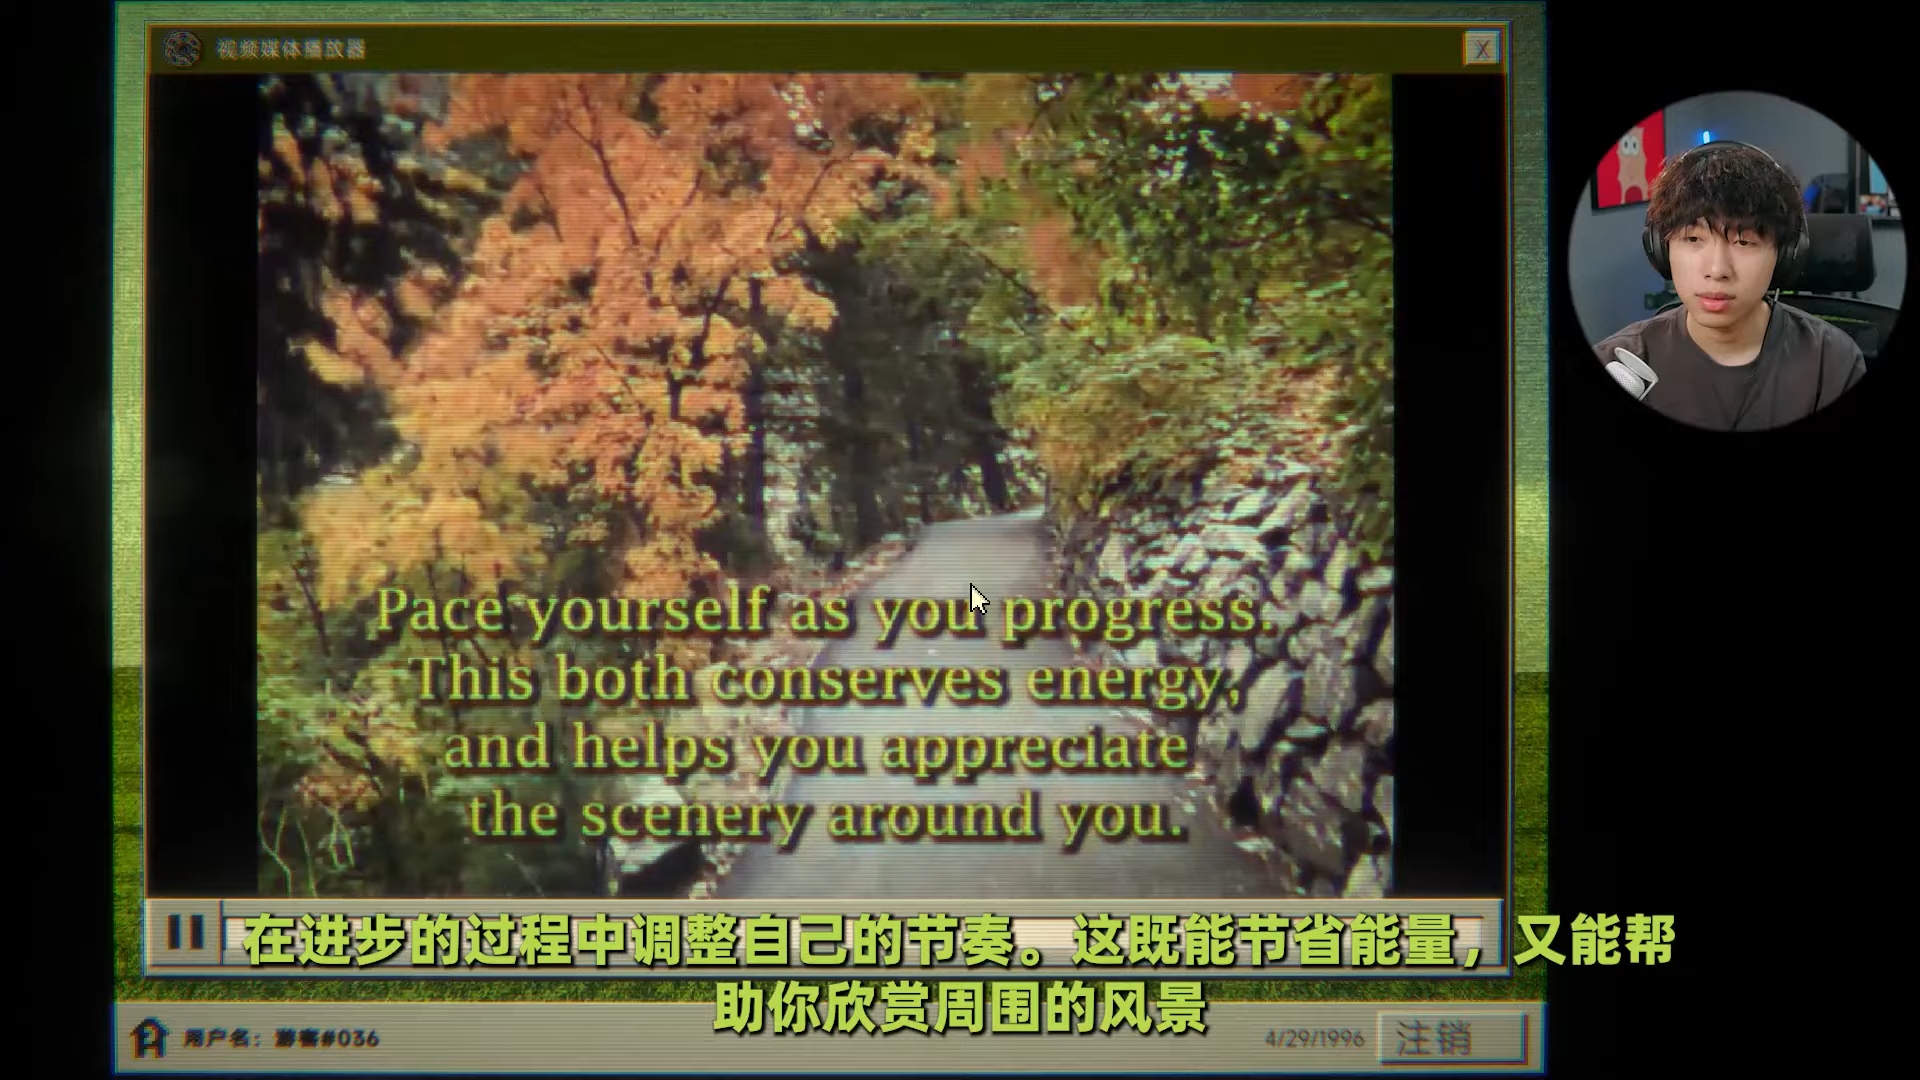 视频媒体播放器
X
Pace yourself as you progress.
This both conserves energy,
and helps you appreciate
the scenery around you.
在进步的过程中调整自己的节奏。这既能节省能量，又能帮
助你欣赏周围的风景
用户名：游客#036
4/29/1996
注销